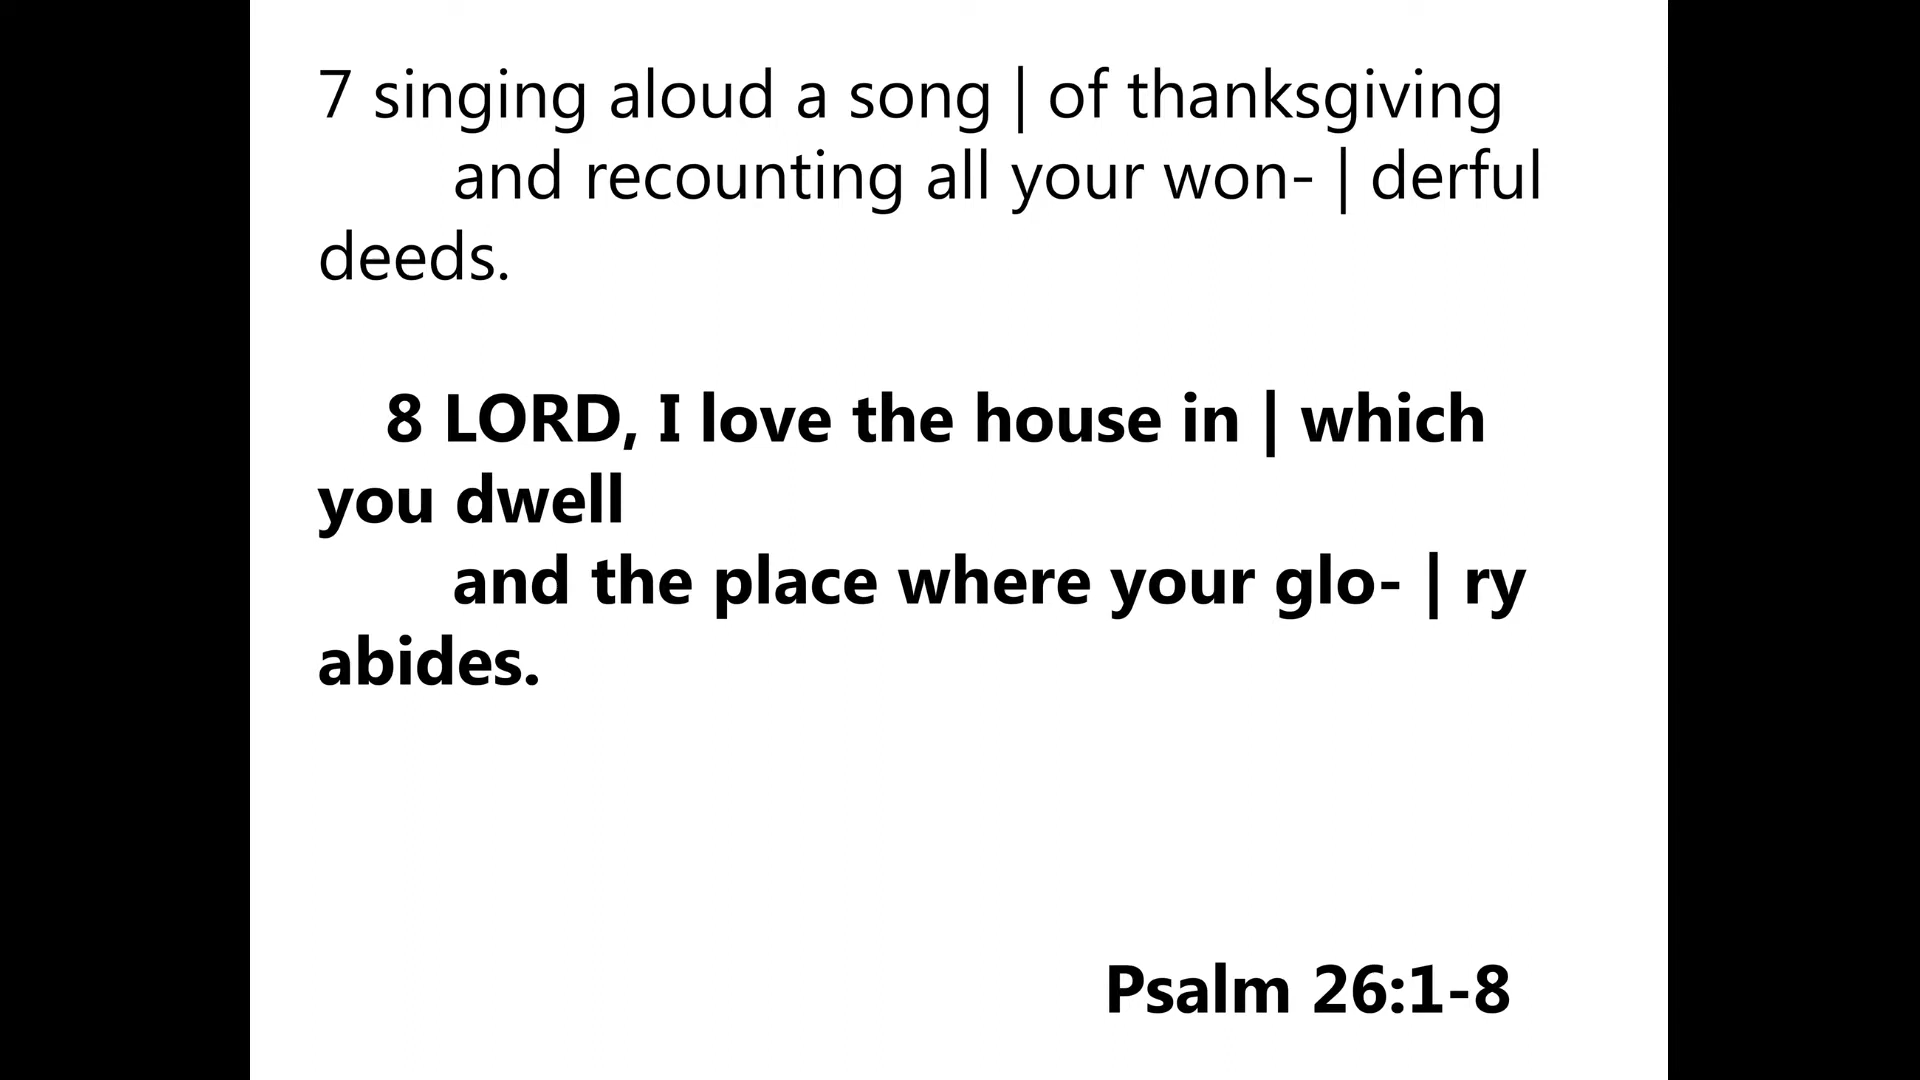 7 singing aloud a song | of thanksgiving
and recounting all your won- | derful
deeds.
8 LORD, I love the house in | which
you dwell
and the place where your glo- | ry
abides.
Psalm 26:1-8